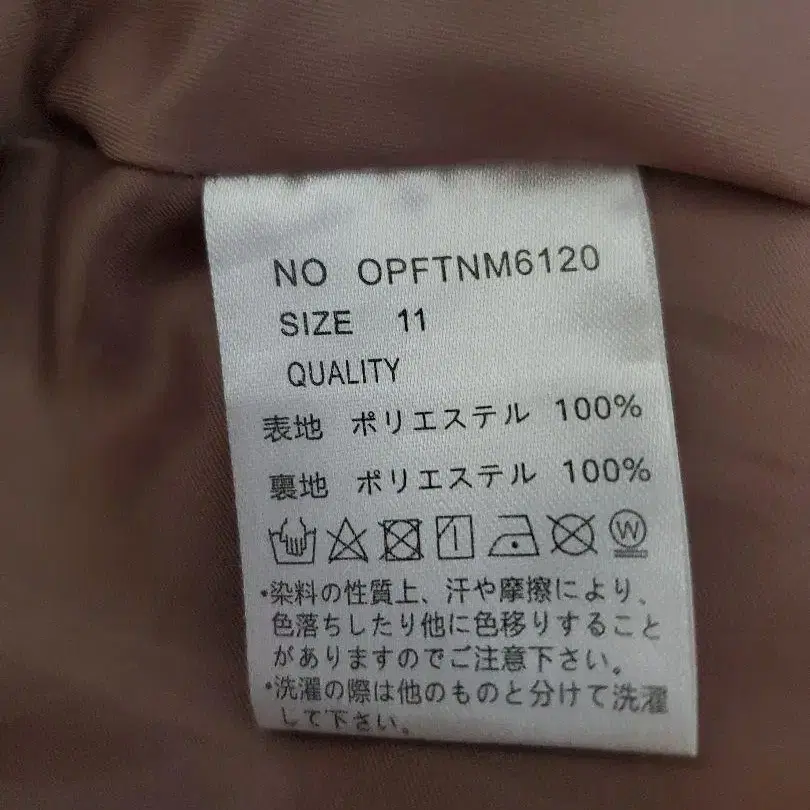 NO OPFTNM6120
SIZE 11
QUALITY
表地 ポリエステル 100%
裏地 ポリエステル 100%
W
・染料の性質上、汗や摩擦により、
色落ちしたり他に色移りすること
がありますのでご注意下さい。
・洗濯の際は他のものと分けて洗濯
して下さい。